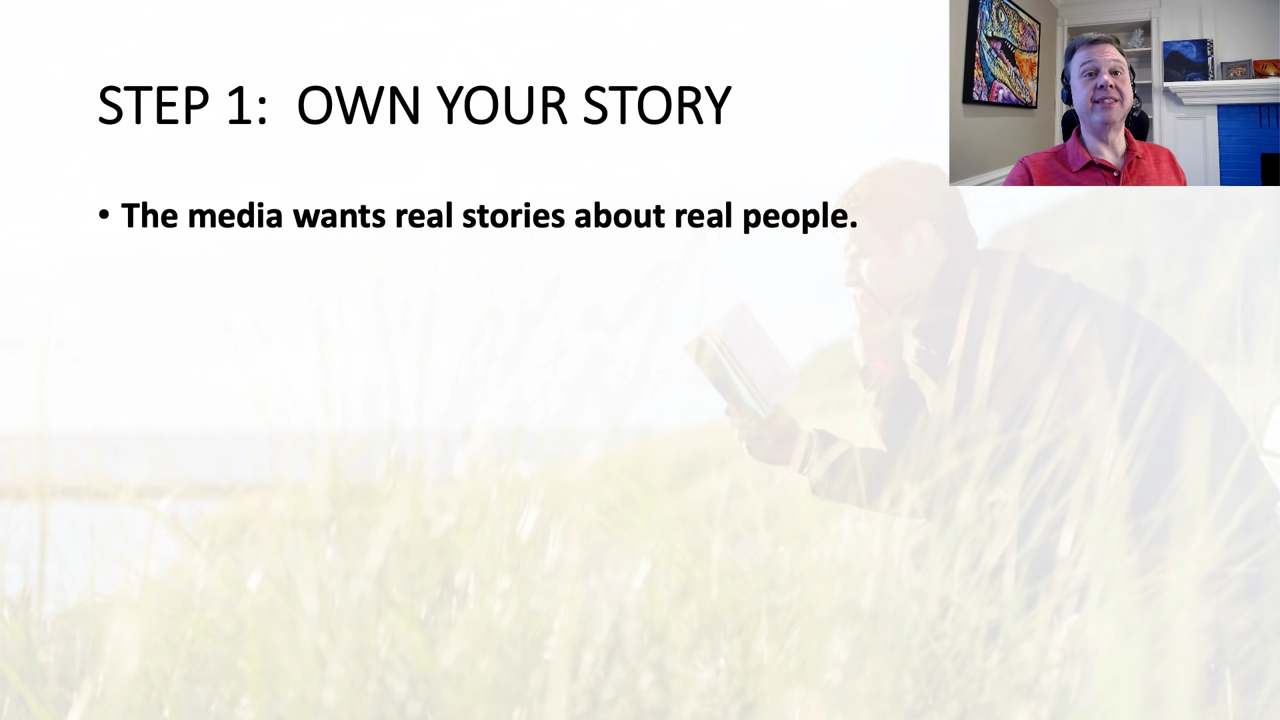 STEP 1: OWN YOUR STORY
• The media wants real stories about real people.